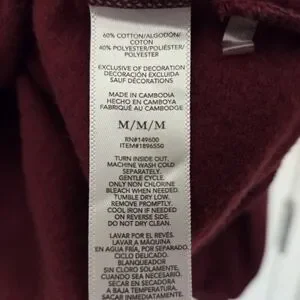 60% COTTON/ALGODÓN/
COTON
40% POLYESTER/POLIÉSTER/
POLYESTER
EXCLUSIVE OF DECORATION
DECORACIÓN EXCLUIDA
SAUF DÉCORATIONS
MADE IN CAMBODIA
HECHO EN CAMBOYA
FABRIQUÉ AU CAMBODGE
M/M/M
RN#149600
ITEM#1896550
TURN INSIDE OUT.
MACHINE WASH COLD
SEPARATELY.
GENTLE CYCLE.
ONLY NON CHLORINE
BLEACH WHEN NEEDED.
TUMBLE DRY LOW.
REMOVE PROMPTLY.
COOL IRON IF NEEDED
ON REVERSE SIDE.
DO NOT DRY CLEAN.
LAVAR POR EL REVÉS.
LAVAR A MÁQUINA
EN AGUA FRÍA, POR SEPARADO.
CICLO DELICADO.
BLANQUEADOR
SIN CLORO SOLAMENTE,
CUANDO SEA NECESARIO.
SECAR EN SECADORA
A BAJA TEMPERATURA.
SACAR INMEDIATAMENTE.